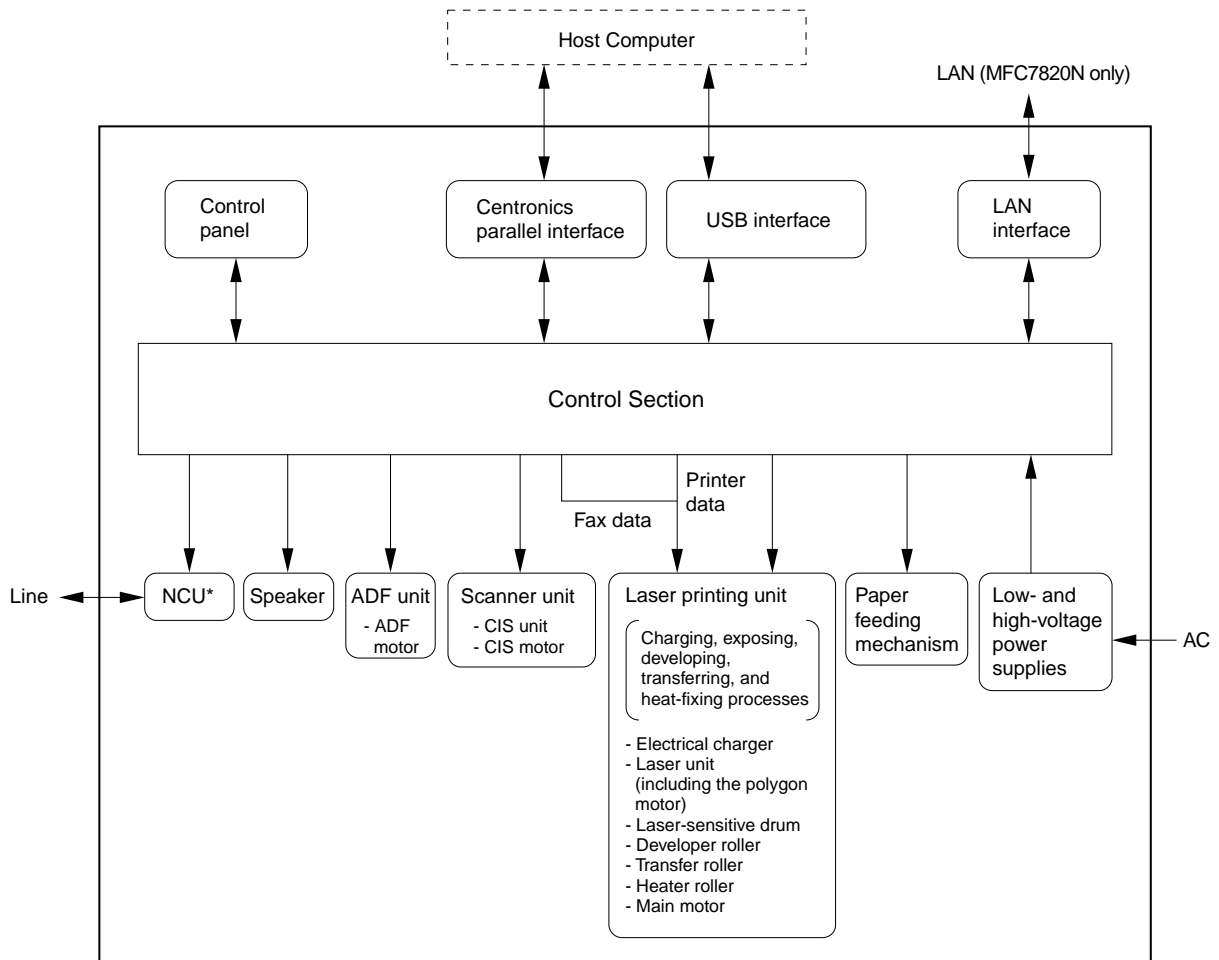 Host Computer
LAN (MFC7820N only)
Control
panel
Centronics
parallel interface
USB interface
LAN
interface
Control Section
Printer
data
Fax data
Line
NCU*
Speaker
ADF unit
- ADF
motor
Scanner unit
- CIS unit
- CIS motor
Laser printing unit
Charging, exposing,
developing,
transferring, and
heat-fixing processes
- Electrical charger
- Laser unit
(including the polygon
motor)
- Laser-sensitive drum
- Developer roller
- Transfer roller
- Heater roller
- Main motor
Paper
feeding
mechanism
Low- and
high-voltage
power
supplies
AC